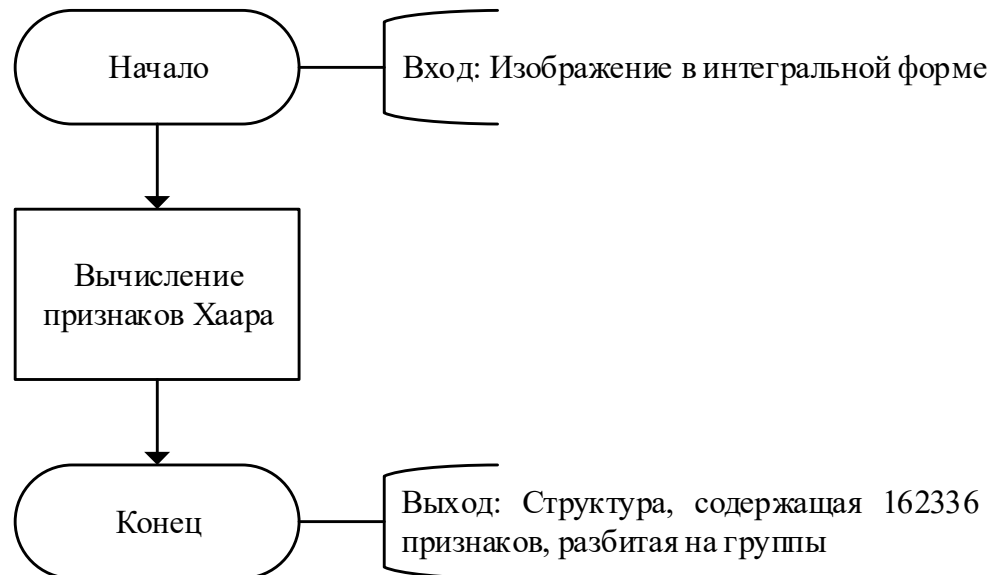 Начало
Вход: Изображение в интегральной форме
Вычисление
признаков Хаара
Конец
Выход: Структура, содержащая 162336
признаков, разбитая на группы